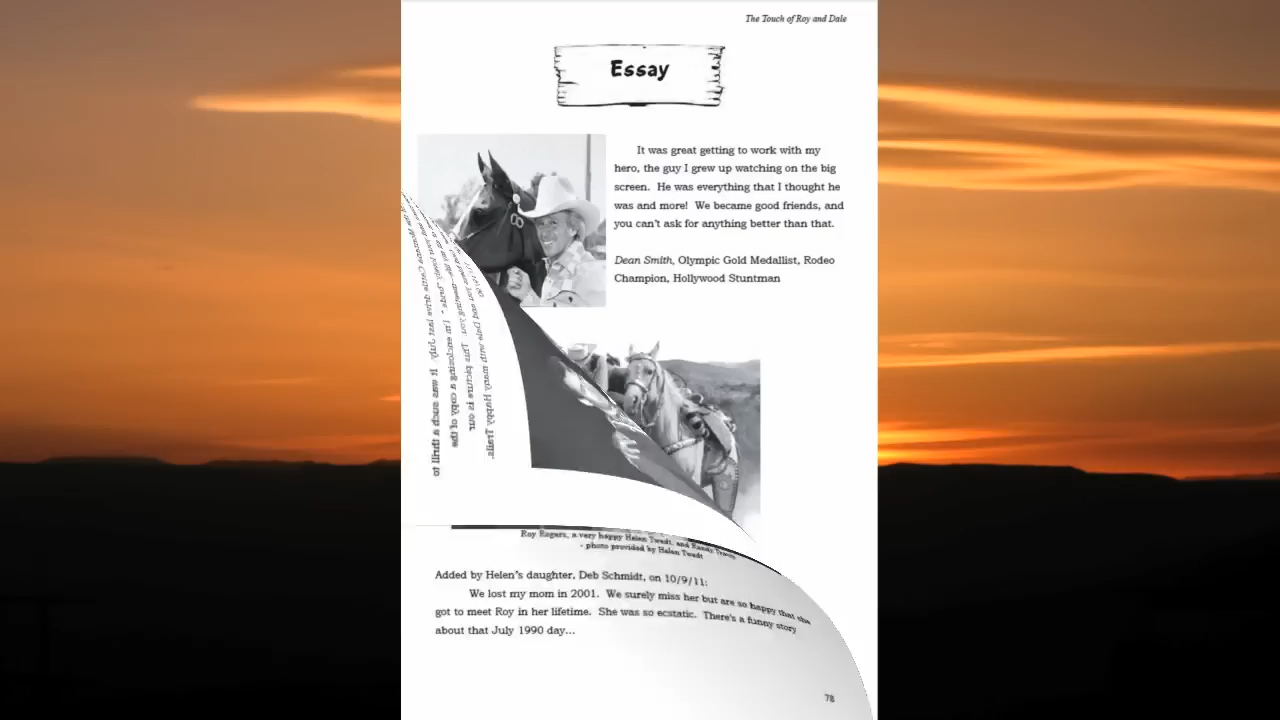 The Touch of Roy and Dale
Essay
It was great getting to work with my
hero, the guy I grew up watching on the big
screen. He was everything that I thought he
was and more! We became good friends, and
you can't ask for anything better than that.
Dean Smith, Olympic Gold Medallist, Rodeo
Champion, Hollywood Stuntman
Roy Rogers, a very happy Helen Twedt, and Randy Travis
- photo provided by Helen Twedt
Added by Helen's daughter, Deb Schmidt, on 10/9/11:
We lost my mom in 2001. We surely miss her but are so happy that she
got to meet Roy in her lifetime. She was so ecstatic. There's a funny story
about that July 1990 day...
78